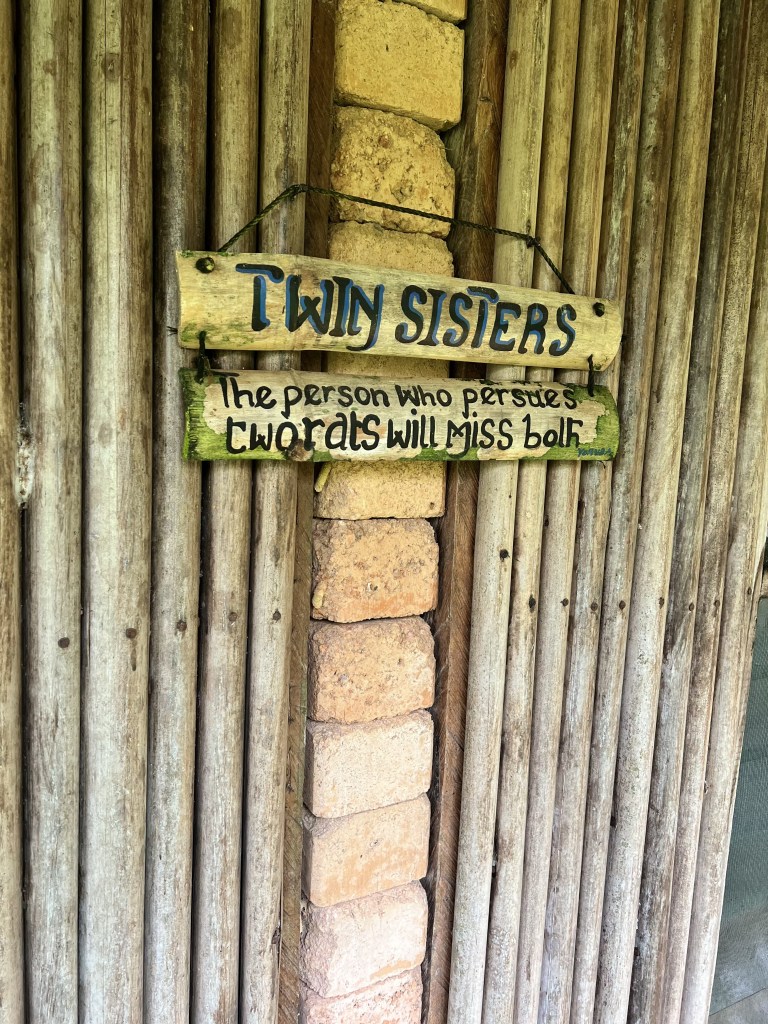 TWIN SISTERS
The person who persues
two rats will miss both